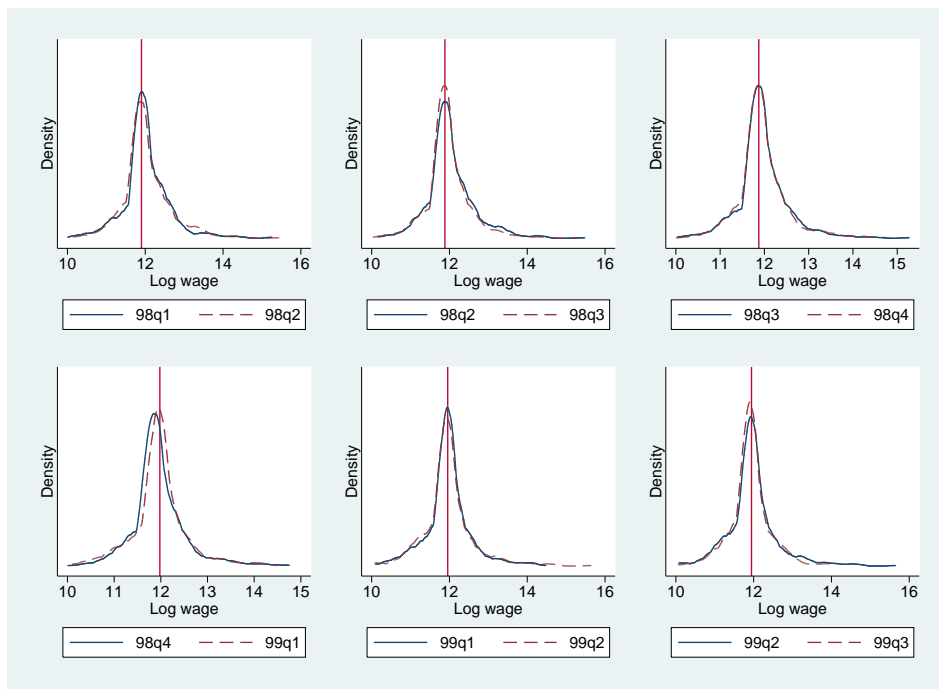 Density
10 12 14 16
Log wage
98q1 98q2
Density
10 12 14 16
Log wage
98q2 98q3
Density
10 11 12 13 14 15
Log wage
98q3 98q4
Density
10 11 12 13 14 15
Log wage
98q4 99q1
Density
10 12 14 16
Log wage
99q1 99q2
Density
10 12 14 16
Log wage
99q2 99q3